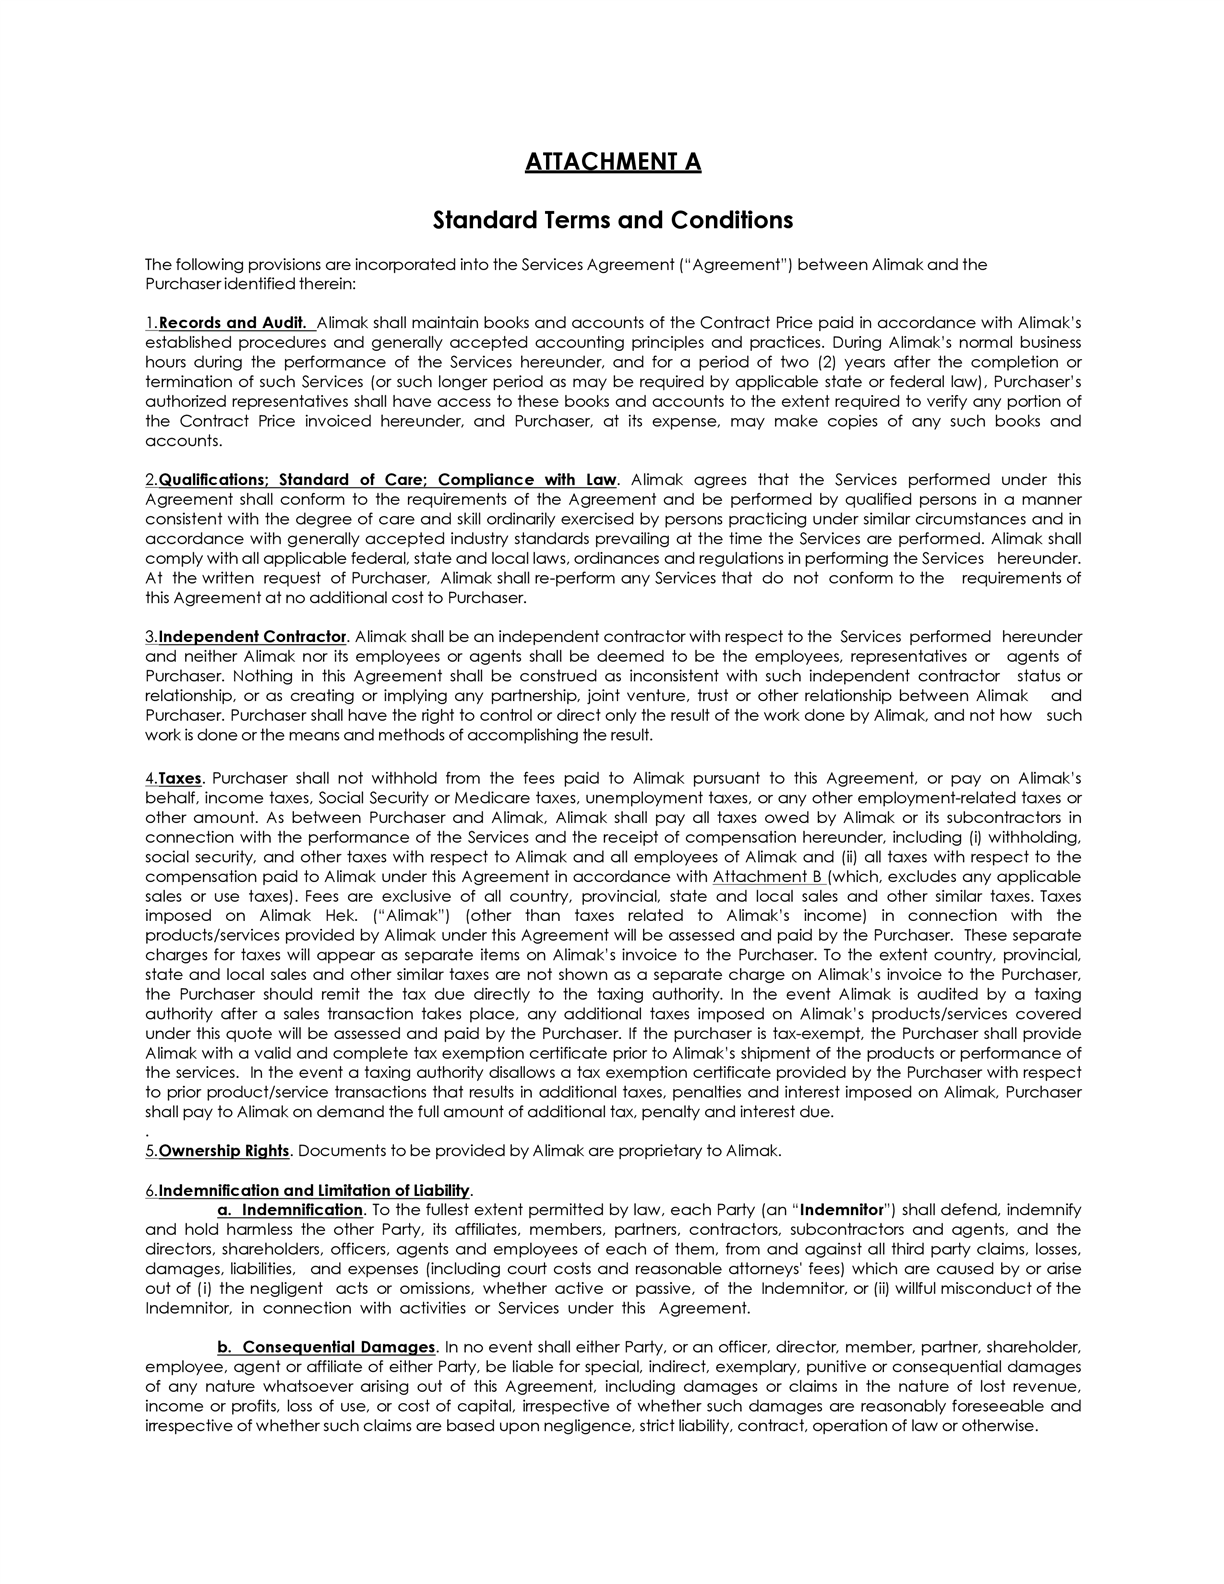 ATTACHMENT A
Standard Terms and Conditions
The following provisions are incorporated into the Services Agreement (“Agreement”) between Alimak and the
Purchaser identified therein:
1.Records and Audit. Alimak shall maintain books and accounts of the Contract Price paid in accordance with Alimak’s
established procedures and generally accepted accounting principles and practices. During Alimak’s normal business
hours during the performance of the Services hereunder, and for a period of two (2) years after the completion or
termination of such Services (or such longer period as may be required by applicable state or federal law), Purchaser’s
authorized representatives shall have access to these books and accounts to the extent required to verify any portion of
the Contract Price invoiced hereunder, and Purchaser, at its expense, may make copies of any such books and
accounts.
2.Qualifications; Standard of Care; Compliance with Law. Alimak agrees that the Services performed under this
Agreement shall conform to the requirements of the Agreement and be performed by qualified persons in a manner
consistent with the degree of care and skill ordinarily exercised by persons practicing under similar circumstances and in
accordance with generally accepted industry standards prevailing at the time the Services are performed. Alimak shall
comply with all applicable federal, state and local laws, ordinances and regulations in performing the Services hereunder.
At the written request of Purchaser, Alimak shall re-perform any Services that do not conform to the requirements of
this Agreement at no additional cost to Purchaser.
3.Independent Contractor. Alimak shall be an independent contractor with respect to the Services performed hereunder
and neither Alimak nor its employees or agents shall be deemed to be the employees, representatives or agents of
Purchaser. Nothing in this Agreement shall be construed as inconsistent with such independent contractor status or
relationship, or as creating or implying any partnership, joint venture, trust or other relationship between Alimak and
Purchaser. Purchaser shall have the right to control or direct only the result of the work done by Alimak, and not how such
work is done or the means and methods of accomplishing the result.
4.Taxes. Purchaser shall not withhold from the fees paid to Alimak pursuant to this Agreement, or pay on Alimak’s
behalf, income taxes, Social Security or Medicare taxes, unemployment taxes, or any other employment-related taxes or
other amount. As between Purchaser and Alimak, Alimak shall pay all taxes owed by Alimak or its subcontractors in
connection with the performance of the Services and the receipt of compensation hereunder, including (i) withholding,
social security, and other taxes with respect to Alimak and all employees of Alimak and (ii) all taxes with respect to the
compensation paid to Alimak under this Agreement in accordance with Attachment B (which, excludes any applicable
sales or use taxes). Fees are exclusive of all country, provincial, state and local sales and other similar taxes. Taxes
imposed on Alimak Hek. (“Alimak”) (other than taxes related to Alimak’s income) in connection with the
products/services provided by Alimak under this Agreement will be assessed and paid by the Purchaser. These separate
charges for taxes will appear as separate items on Alimak’s invoice to the Purchaser. To the extent country, provincial,
state and local sales and other similar taxes are not shown as a separate charge on Alimak’s invoice to the Purchaser,
the Purchaser should remit the tax due directly to the taxing authority. In the event Alimak is audited by a taxing
authority after a sales transaction takes place, any additional taxes imposed on Alimak’s products/services covered
under this quote will be assessed and paid by the Purchaser. If the purchaser is tax-exempt, the Purchaser shall provide
Alimak with a valid and complete tax exemption certificate prior to Alimak’s shipment of the products or performance of
the services. In the event a taxing authority disallows a tax exemption certificate provided by the Purchaser with respect
to prior product/service transactions that results in additional taxes, penalties and interest imposed on Alimak, Purchaser
shall pay to Alimak on demand the full amount of additional tax, penalty and interest due.
.
5.Ownership Rights. Documents to be provided by Alimak are proprietary to Alimak.
6.Indemnification and Limitation of Liability.
a. Indemnification. To the fullest extent permitted by law, each Party (an “Indemnitor”) shall defend, indemnify
and hold harmless the other Party, its affiliates, members, partners, contractors, subcontractors and agents, and the
directors, shareholders, officers, agents and employees of each of them, from and against all third party claims, losses,
damages, liabilities, and expenses (including court costs and reasonable attorneys' fees) which are caused by or arise
out of (i) the negligent acts or omissions, whether active or passive, of the Indemnitor, or (ii) willful misconduct of the
Indemnitor, in connection with activities or Services under this Agreement.
b. Consequential Damages. In no event shall either Party, or an officer, director, member, partner, shareholder,
employee, agent or affiliate of either Party, be liable for special, indirect, exemplary, punitive or consequential damages
of any nature whatsoever arising out of this Agreement, including damages or claims in the nature of lost revenue,
income or profits, loss of use, or cost of capital, irrespective of whether such damages are reasonably foreseeable and
irrespective of whether such claims are based upon negligence, strict liability, contract, operation of law or otherwise.